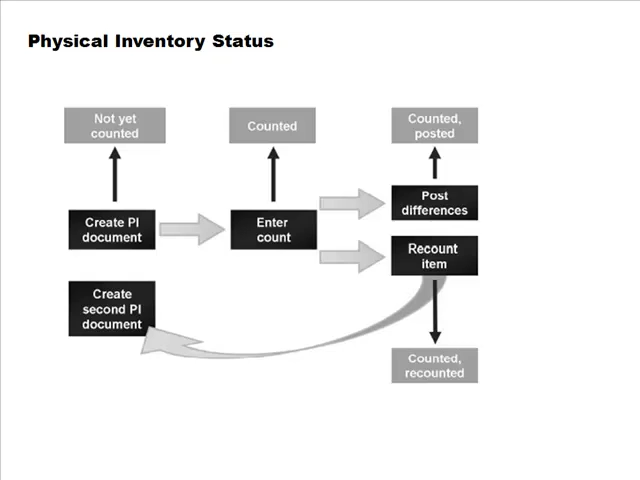 Physical Inventory Status
Not yet
counted
Counted
Counted,
posted
Create PI
document
Enter
count
Post
differences
Recount
item
Create
second PI
document
Counted,
recounted